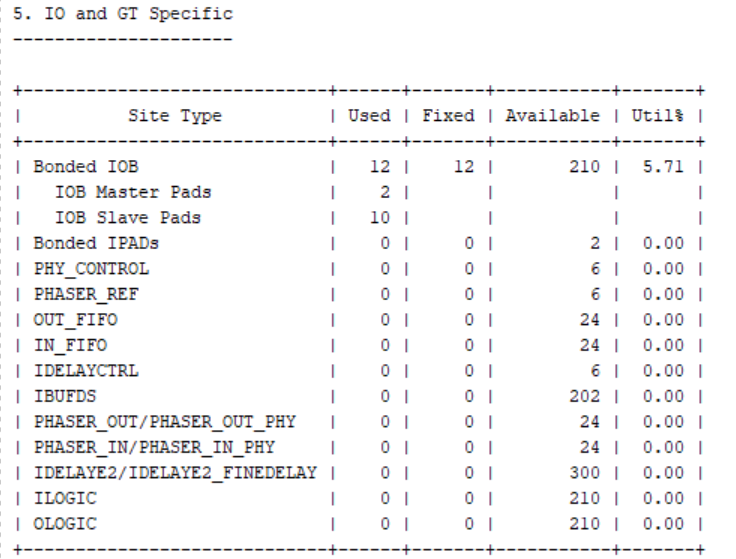 5. IO and GT Specific
---------------------
+-----------------------------+------+-------+-----------+-------+
|          Site Type          | Used | Fixed | Available | Util% |
+-----------------------------+------+-------+-----------+-------+
| Bonded IOB                  |   12 |    12 |       210 |  5.71 |
|   IOB Master Pads           |    2 |       |           |       |
|   IOB Slave Pads            |   10 |       |           |       |
| Bonded IPADs                |    0 |     0 |         2 |  0.00 |
| PHY_CONTROL                 |    0 |     0 |         6 |  0.00 |
| PHASER_REF                  |    0 |     0 |         6 |  0.00 |
| OUT_FIFO                    |    0 |     0 |        24 |  0.00 |
| IN_FIFO                     |    0 |     0 |        24 |  0.00 |
| IDELAYCTRL                  |    0 |     0 |         6 |  0.00 |
| IBUFDS                      |    0 |     0 |       202 |  0.00 |
| PHASER_OUT/PHASER_OUT_PHY   |    0 |     0 |        24 |  0.00 |
| PHASER_IN/PHASER_IN_PHY     |    0 |     0 |        24 |  0.00 |
| IDELAYE2/IDELAYE2_FINEDELAY |    0 |     0 |       300 |  0.00 |
| ILOGIC                      |    0 |     0 |       210 |  0.00 |
| OLOGIC                      |    0 |     0 |       210 |  0.00 |
+-----------------------------+------+-------+-----------+-------+